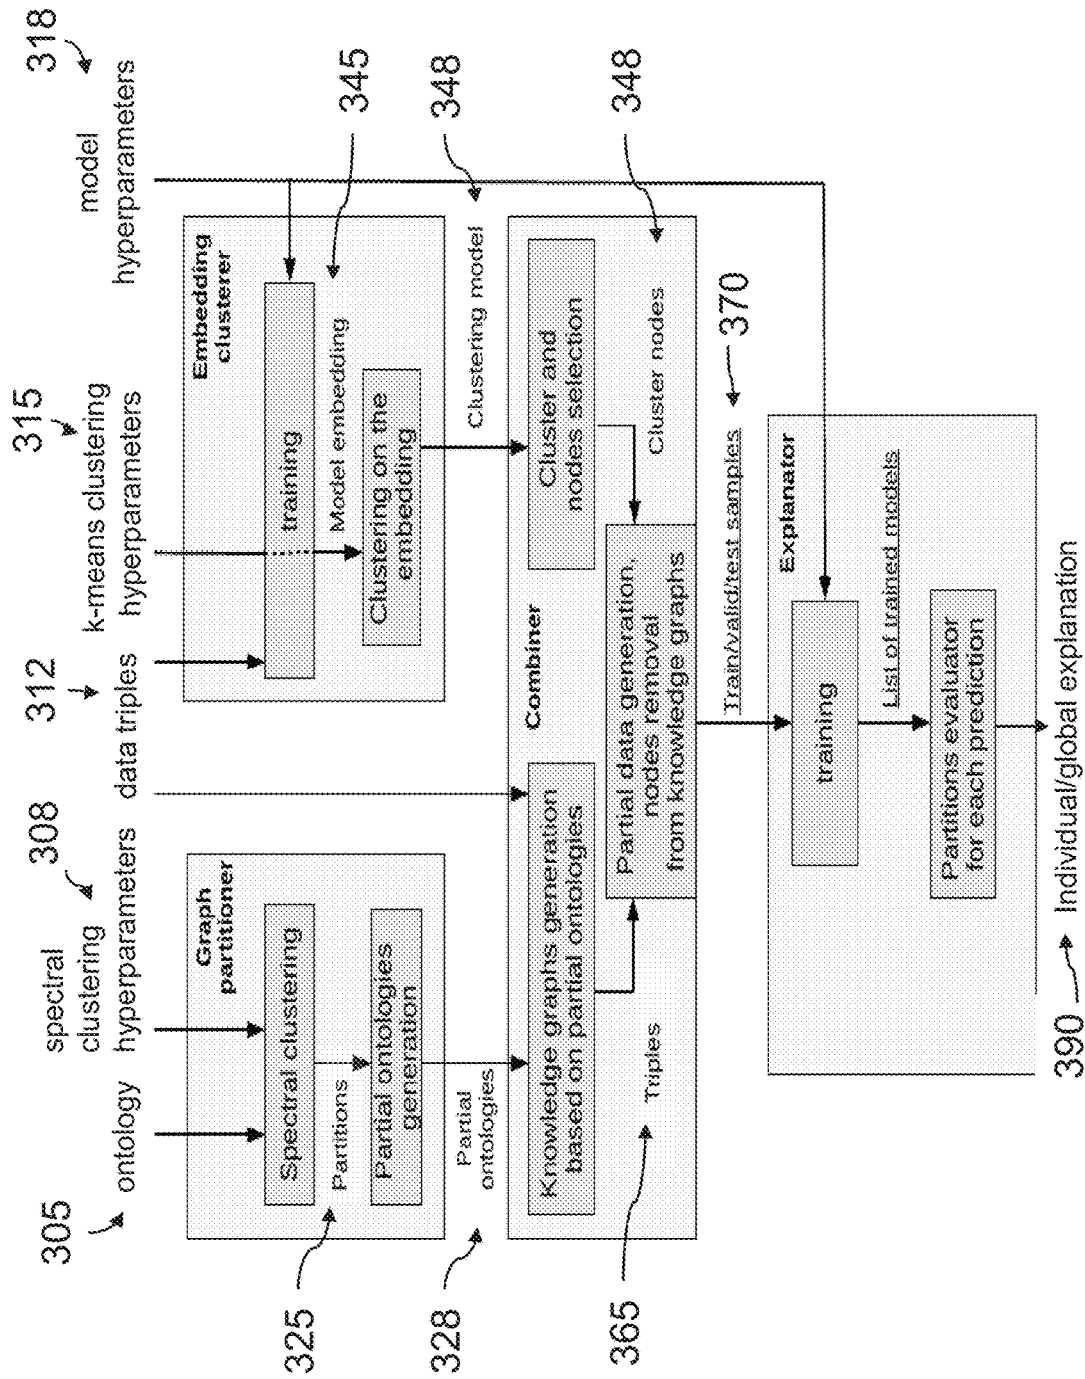 305
ontology
spectral
clustering
hyperparameters
308
312
data triples
315
k-means clustering
hyperparameters
318
model
hyperparameters
Graph
partitioner
Spectral clustering
325
Partitions
Partial ontologies
generation
328
Partial
ontologies
Embedding
clusterer
training
345
Model embedding
Clustering on the
embedding
348
Clustering model
Combiner
Knowledge graphs generation
based on partial ontologies
Cluster and
nodes selection
365
Triples
Partial data generation,
nodes removal
from knowledge graphs
Cluster nodes
348
Train/valid/test samples
370
Explanator
training
List of trained models
Partitions evaluator
for each prediction
390
Individual/global explanation